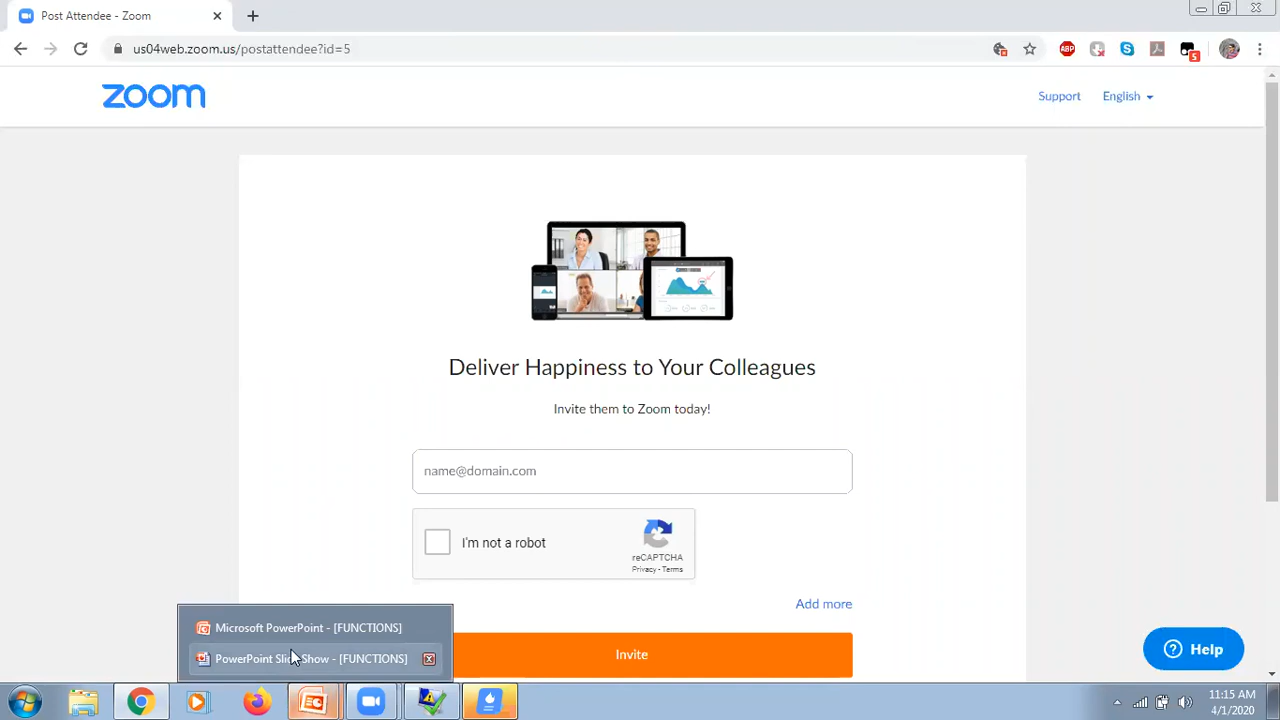 Post Attendee - Zoom
us04web.zoom.us/postattendee?id=5
ABP
S
zoom
Support English
Deliver Happiness to Your Colleagues
Invite them to Zoom today!
name@domain.com
I'm not a robot
reCAPTCHA
Privacy - Terms
Add more
Microsoft PowerPoint - [FUNCTIONS]
PowerPoint Slide Show - [FUNCTIONS]
Invite
Help
11:15 AM
4/1/2020